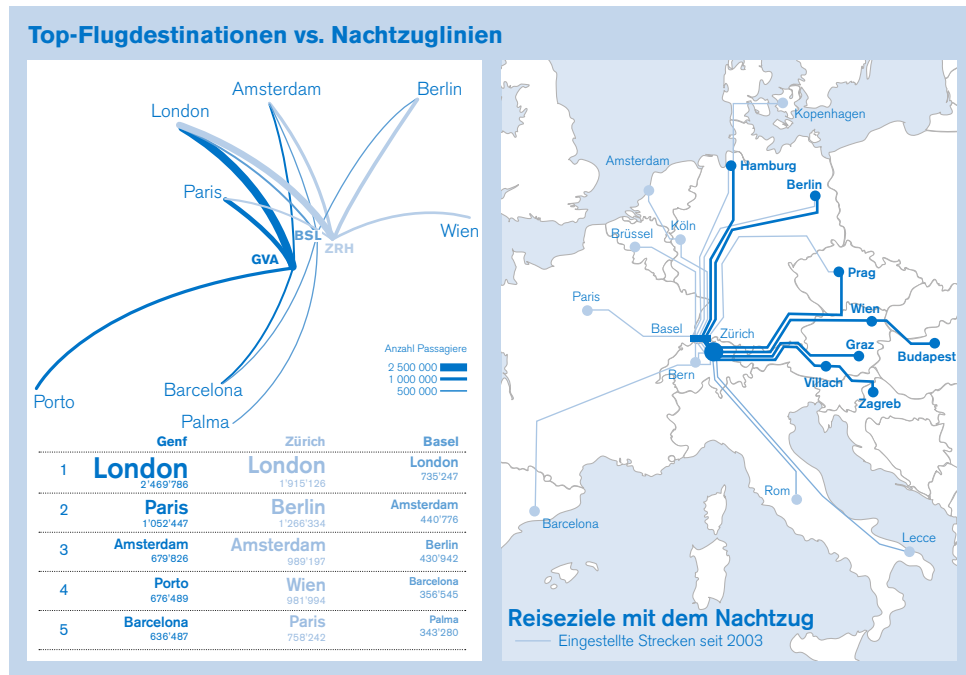 Top-Flugdestinationen vs. Nachtzuglinien
Amsterdam
Berlin
London
Paris
Wien
BSL
ZRH
GVA
Porto
Barcelona
Palma
Anzahl Passagiere
2 500 000
1 000 000
500 000
Genf Zürich Basel
1 London London London
2'469'786 1'915'126 735'247
2 Paris Berlin Amsterdam
1'052'447 1'266'334 440'776
3 Amsterdam Amsterdam Berlin
679'826 989'197 430'942
4 Porto Wien Barcelona
676'489 981'994 356'545
5 Barcelona Paris Palma
636'487 758'242 343'280
Kopenhagen
Amsterdam
Hamburg
Berlin
Köln
Brüssel
Prag
Paris
Wien
Basel
Zürich
Graz
Budapest
Bern
Villach
Zagreb
Rom
Barcelona
Lecce
Reiseziele mit dem Nachtzug
Eingestellte Strecken seit 2003